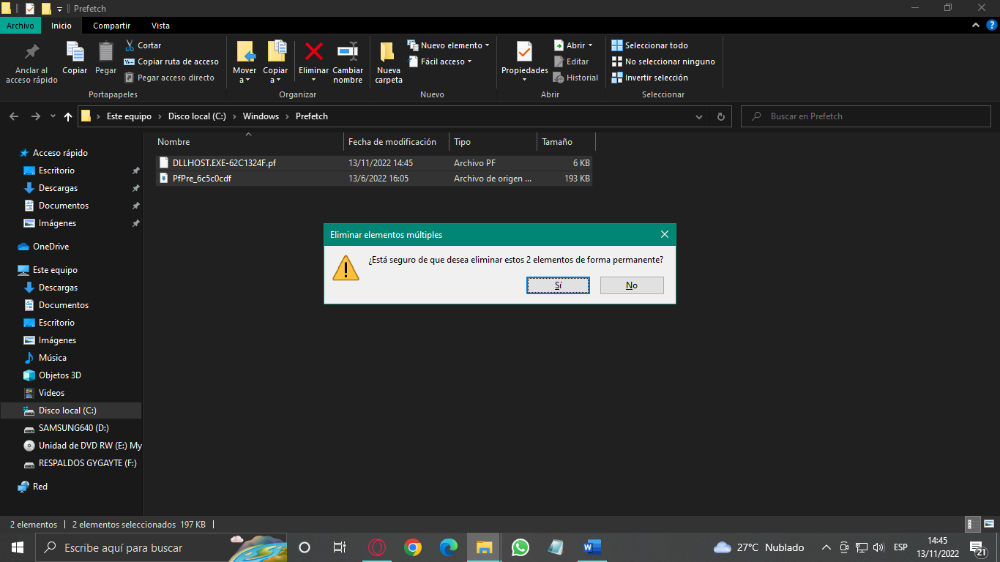 Prefetch
Archivo Inicio Compartir Vista
Anclar al acceso rápido
Copiar
Pegar
Cortar
Copiar ruta de acceso
Pegar acceso directo
Portapapeles
Mover a
Copiar a
Eliminar
Cambiar nombre
Organizar
Nueva carpeta
Nuevo elemento
Fácil acceso
Nuevo
Propiedades
Abrir
Editar
Historial
Abrir
Seleccionar todo
No seleccionar ninguno
Invertir selección
Seleccionar
Este equipo Disco local (C:) Windows Prefetch
Buscar en Prefetch
Acceso rápido
Escritorio
Descargas
Documentos
Imágenes
OneDrive
Este equipo
Descargas
Documentos
Escritorio
Imágenes
Música
Objetos 3D
Videos
Disco local (C:)
SAMSUNG640 (D:)
Unidad de DVD RW (E:) My
RESPALDOS GYGAYTE (F:)
Red
Nombre Fecha de modificación Tipo Tamaño
DLLHOST.EXE-62C1324F.pf 13/11/2022 14:45 Archivo PF 6 KB
PfPre_6c5c0cdf 13/6/2022 16:05 Archivo de origen ... 193 KB
Eliminar elementos múltiples
¿Está seguro de que desea eliminar estos 2 elementos de forma permanente?
Sí No
2 elementos 2 elementos seleccionados 197 KB
Escribe aquí para buscar
27°C Nublado
ESP
14:45
13/11/2022
21